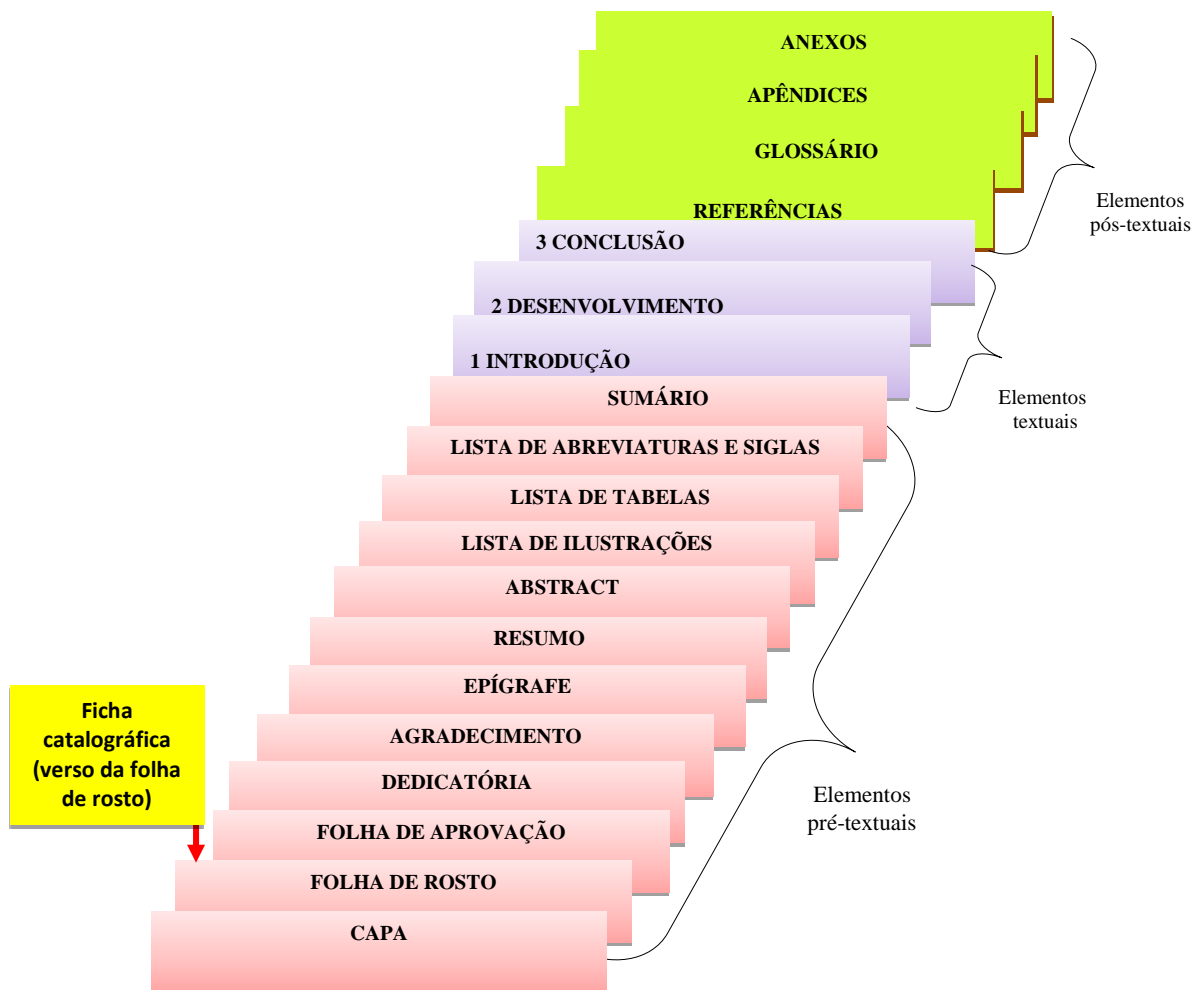 ANEXOS
APÊNDICES
GLOSSÁRIO
REFERÊNCIAS
Elementos
pós-textuais
3 CONCLUSÃO
2 DESENVOLVIMENTO
1 INTRODUÇÃO
Elementos
textuais
SUMÁRIO
LISTA DE ABREVIATURAS E SIGLAS
LISTA DE TABELAS
LISTA DE ILUSTRAÇÕES
ABSTRACT
RESUMO
EPÍGRAFE
AGRADECIMENTO
DEDICATÓRIA
FOLHA DE APROVAÇÃO
FOLHA DE ROSTO
CAPA
Elementos
pré-textuais
Ficha
catalográfica
(verso da folha
de rosto)